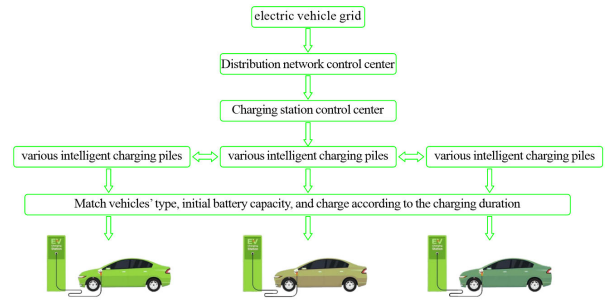 electric vehicle grid
Distribution network control center
Charging station control center
various intelligent charging piles
various intelligent charging piles
various intelligent charging piles
Match vehicles' type, initial battery capacity, and charge according to the charging duration
EV
EV
EV